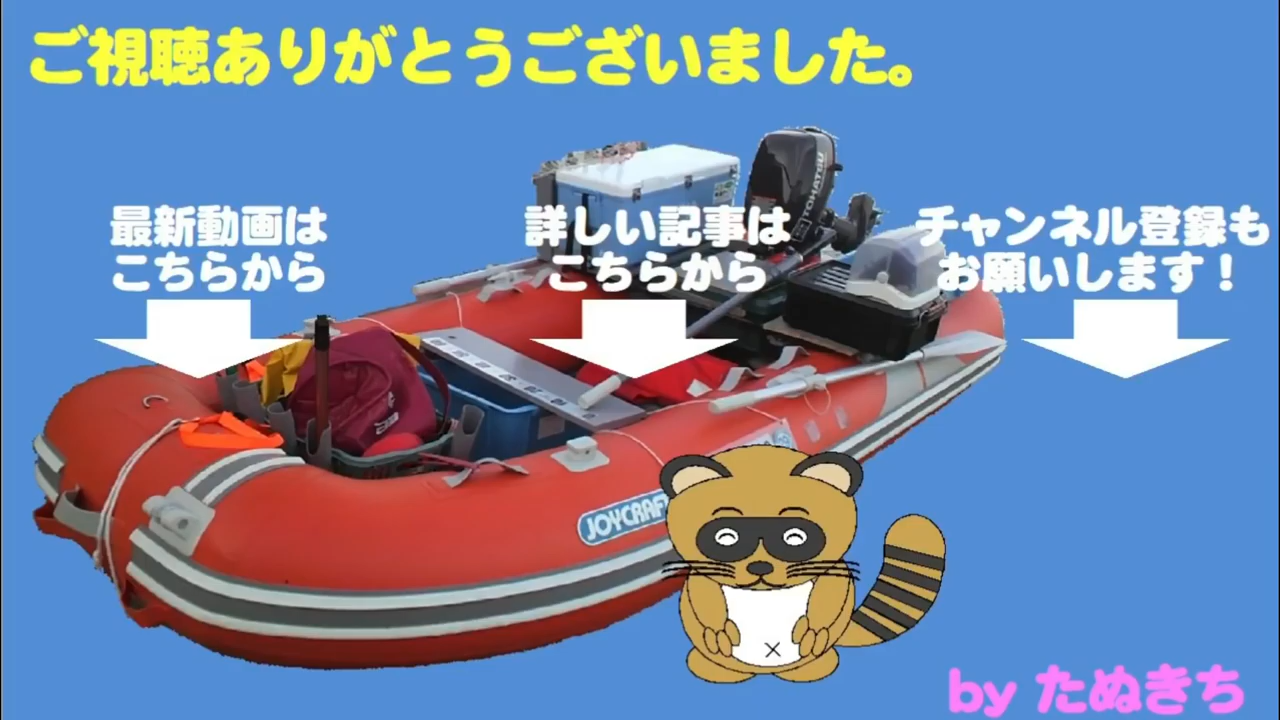 ご視聴ありがとうございました。
最新動画は
こちらから
詳しい記事は
こちらから
チャンネル登録も
お願いします！
TOHATSU
JOYCRAF
by たぬきち